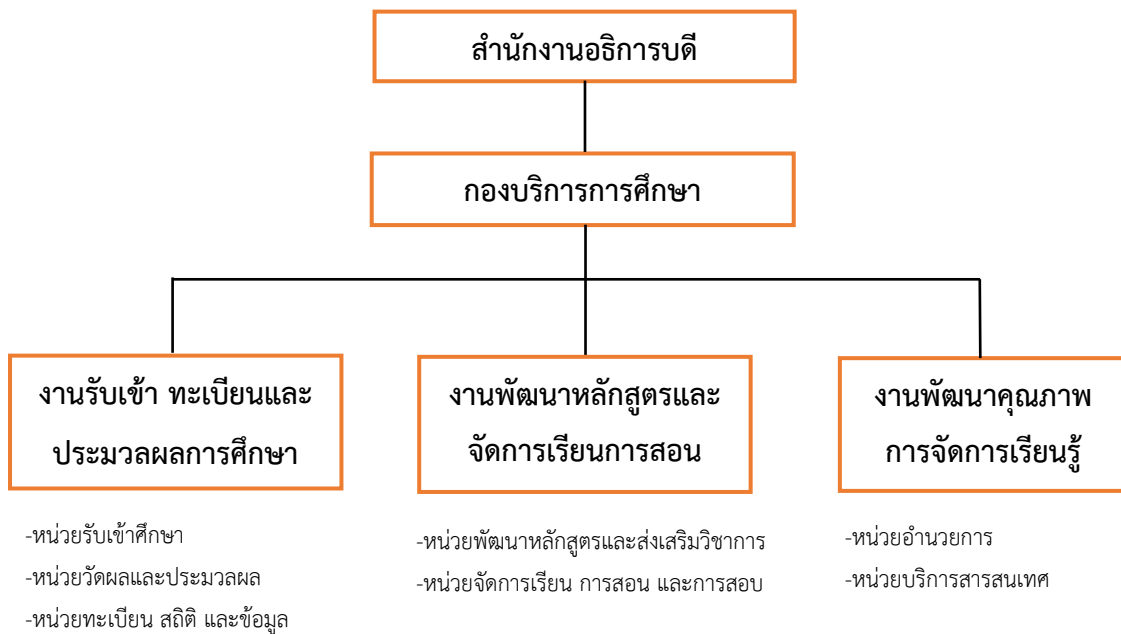 สำนักงานอธิการบดี
กองบริการการศึกษา
งานรับเข้า ทะเบียนและ
ประมวลผลการศึกษา
-หน่วยรับเข้าศึกษา
-หน่วยวัดผลและประมวลผล
-หน่วยทะเบียน สถิติ และข้อมูล
งานพัฒนาหลักสูตรและ
จัดการเรียนการสอน
-หน่วยพัฒนาหลักสูตรและส่งเสริมวิชาการ
-หน่วยจัดการเรียน การสอน และการสอบ
งานพัฒนาคุณภาพ
การจัดการเรียนรู้
-หน่วยอำนวยการ
-หน่วยบริการสารสนเทศ